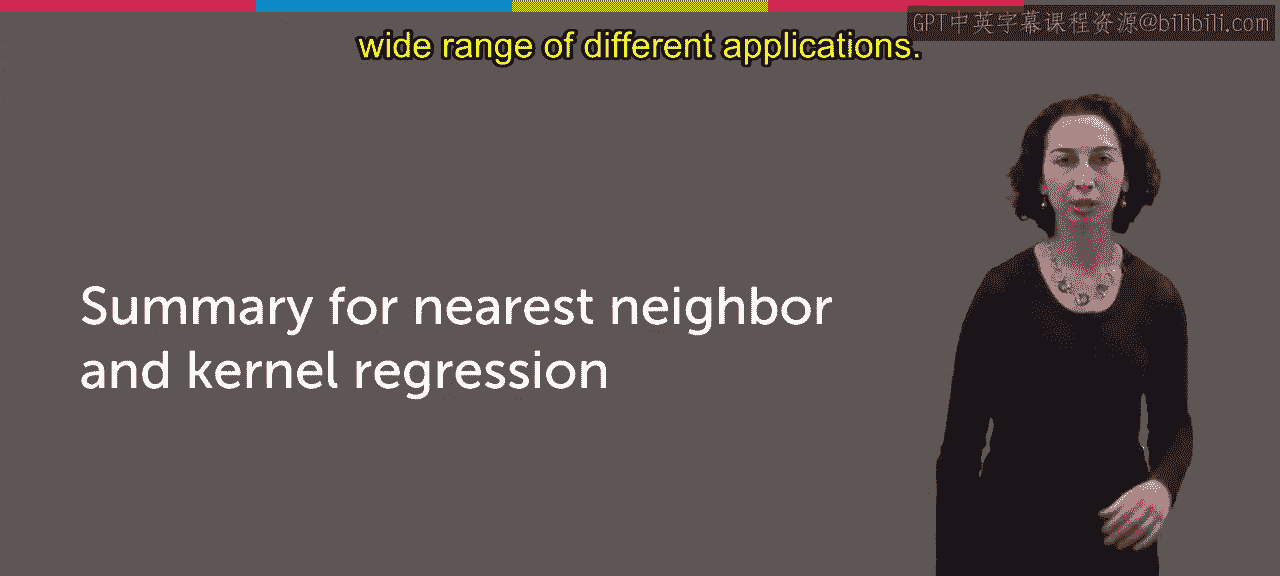 GPT中英字幕课程资源@bilibili.com
wide range of different applications.
Summary for nearest neighbor
and kernel regression